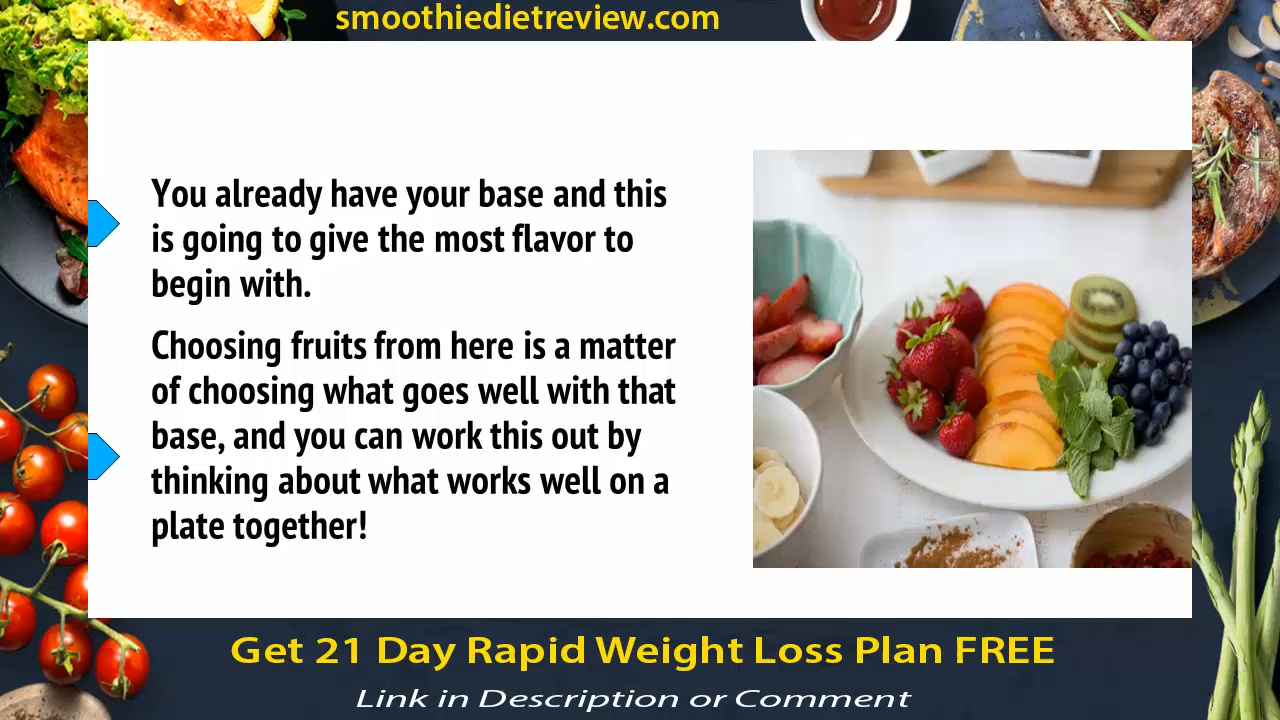 smoothiedietreview.com
You already have your base and this
is going to give the most flavor to
begin with.
Choosing fruits from here is a matter
of choosing what goes well with that
base, and you can work this out by
thinking about what works well on a
plate together!
Get 21 Day Rapid Weight Loss Plan FREE
Link in Description or Comment